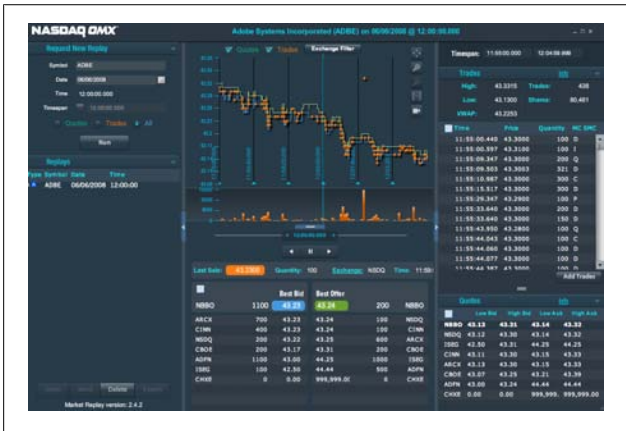 NASDAQ OMX
Adobe Systems Incorporated (ADBE) on 06/06/2008 @ 12:00:00.000
Request New Replay
Symbol ADBE
Date 06/06/2008
Time 12:00:00.000
Timespan
Quotes Trades All
Run
Replays
Type Symbol Date Time
ADBE 06/06/2008 12:00:00
Delete
Market Replay version: 2.4.2
Quotes Trades Exchange Filter
Last Sale: Quantity: 100 Exchange: NSDQ Time:
Best Bid Best Offer
NBBO 1100 43.23 43.24 200 NBBO
ARCX 700 43.23 43.24 100 NSDQ
CINN 400 43.23 43.24 100 CINN
NSDQ 200 43.22 43.25 600 ARCX
CBOE 200 43.17 43.31 200 CBOE
ADFN 1100 43.00 44.25 1000 ISEG
ISEG 100 42.50 44.44 500 ADFN
CHXE 0 0.00 999,999.00 0 CHXE
Timespan: 11:55:00.000
Trades
High: 43.3315 Trades: 438
Low: 43.1300 Shares: 80,481
VWAP: 43.2253
Time Price Quantity MC SMC
11:55:00.440 43.3000 100 D
11:55:00.597 43.3100 100 I
11:55:09.347 43.3000 200 Q
11:55:09.503 43.3003 321 D
11:55:10.987 43.3000 300 C
11:55:15.517 43.3000 300 D
11:55:29.347 43.2900 100 P
11:55:33.640 43.3000 200 D
11:55:33.640 43.3000 150 D
11:55:43.950 43.2800 100 Q
11:55:44.043 43.3000 100 C
11:55:44.060 43.3000 100 D
11:55:44.077 43.3000 100 D
Add Trades
Quotes
Low Bid High Bid Low Ask High Ask
NBBO 43.13 43.31 43.14 43.32
NSDQ 43.12 43.30 43.14 43.32
ISEG 42.50 43.31 44.25 44.25
CINN 43.11 43.30 43.15 43.33
ARCX 43.13 43.30 43.15 43.33
CBOE 43.07 43.25 43.21 43.39
ADFN 43.00 43.24 44.44 44.44
CHXE 0.00 0.00 999,999. 999,999.00